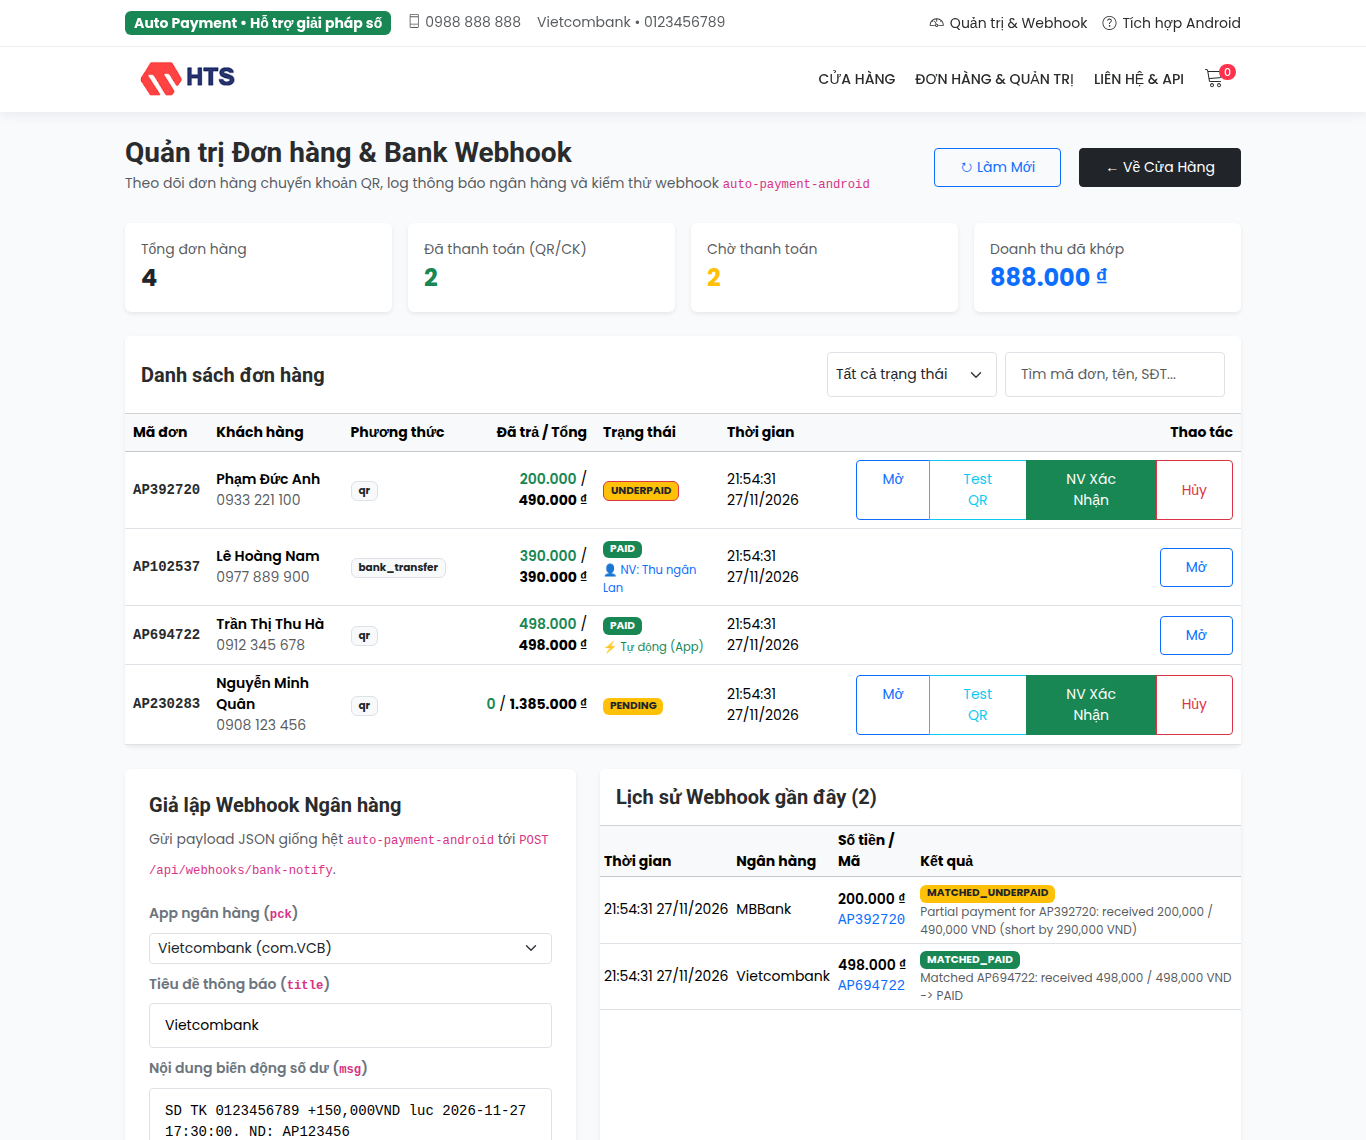 Auto Payment • Hỗ trợ giải pháp số
0988 888 888
Vietcombank • 0123456789
Quản trị & Webhook
Tích hợp Android
HTS
CỬA HÀNG
ĐƠN HÀNG & QUẢN TRỊ
LIÊN HỆ & API
0
Quản trị Đơn hàng & Bank Webhook
Theo dõi đơn hàng chuyển khoản QR, log thông báo ngân hàng và kiểm thử webhook auto-payment-android
↻ Làm Mới
← Về Cửa Hàng
Tổng đơn hàng
4
Đã thanh toán (QR/CK)
2
Chờ thanh toán
2
Doanh thu đã khớp
888.000 ₫
Danh sách đơn hàng
Tất cả trạng thái
Tìm mã đơn, tên, SĐT...
Mã đơn Khách hàng Phương thức Đã trả / Tổng Trạng thái Thời gian Thao tác
AP392720
Phạm Đức Anh
0933 221 100
qr
200.000 /
490.000 ₫
UNDERPAID
21:54:31
27/11/2026
Mở
Test
QR
NV Xác
Nhận
Hủy
AP102537
Lê Hoàng Nam
0977 889 900
bank_transfer
390.000 /
390.000 ₫
PAID
👤 NV: Thu ngân
Lan
21:54:31
27/11/2026
Mở
AP694722
Trần Thị Thu Hà
0912 345 678
qr
498.000 /
498.000 ₫
PAID
⚡ Tự động (App)
21:54:31
27/11/2026
Mở
AP230283
Nguyễn Minh
Quân
0908 123 456
qr
0 / 1.385.000 ₫
PENDING
21:54:31
27/11/2026
Mở
Test
QR
NV Xác
Nhận
Hủy
Giả lập Webhook Ngân hàng
Gửi payload JSON giống hệt auto-payment-android tới POST
/api/webhooks/bank-notify.
App ngân hàng (pck)
Vietcombank (com.VCB)
Tiêu đề thông báo (title)
Vietcombank
Nội dung biến động số dư (msg)
SD TK 0123456789 +150,000VND luc 2026-11-27
17:30:00. ND: AP123456
Lịch sử Webhook gần đây (2)
Thời gian
Ngân hàng
Số tiền /
Mã
Kết quả
21:54:31 27/11/2026
MBBank
200.000 ₫
AP392720
MATCHED_UNDERPAID
Partial payment for AP392720: received 200,000 /
490,000 VND (short by 290,000 VND)
21:54:31 27/11/2026
Vietcombank
498.000 ₫
AP694722
MATCHED_PAID
Matched AP694722: received 498,000 / 498,000 VND
-> PAID